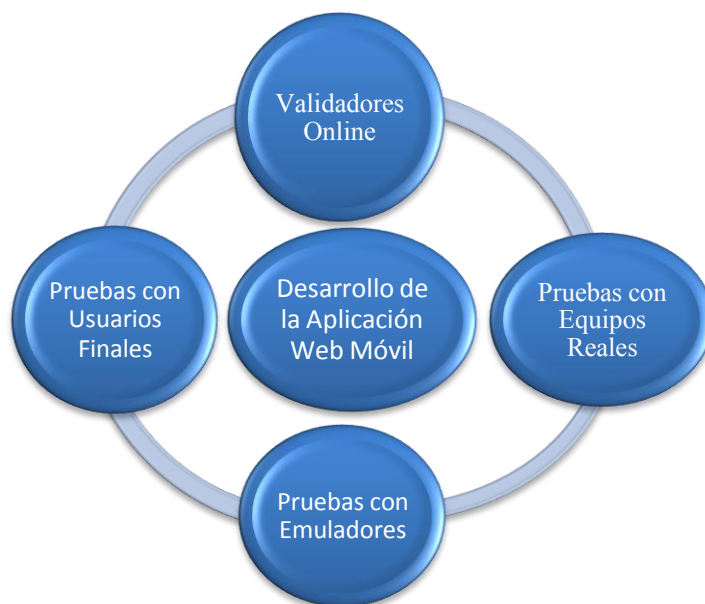 Validadores
Online
Pruebas con
Usuarios
Finales
Desarrollo de
la Aplicación
Web Móvil
Pruebas con
Equipos
Reales
Pruebas con
Emuladores